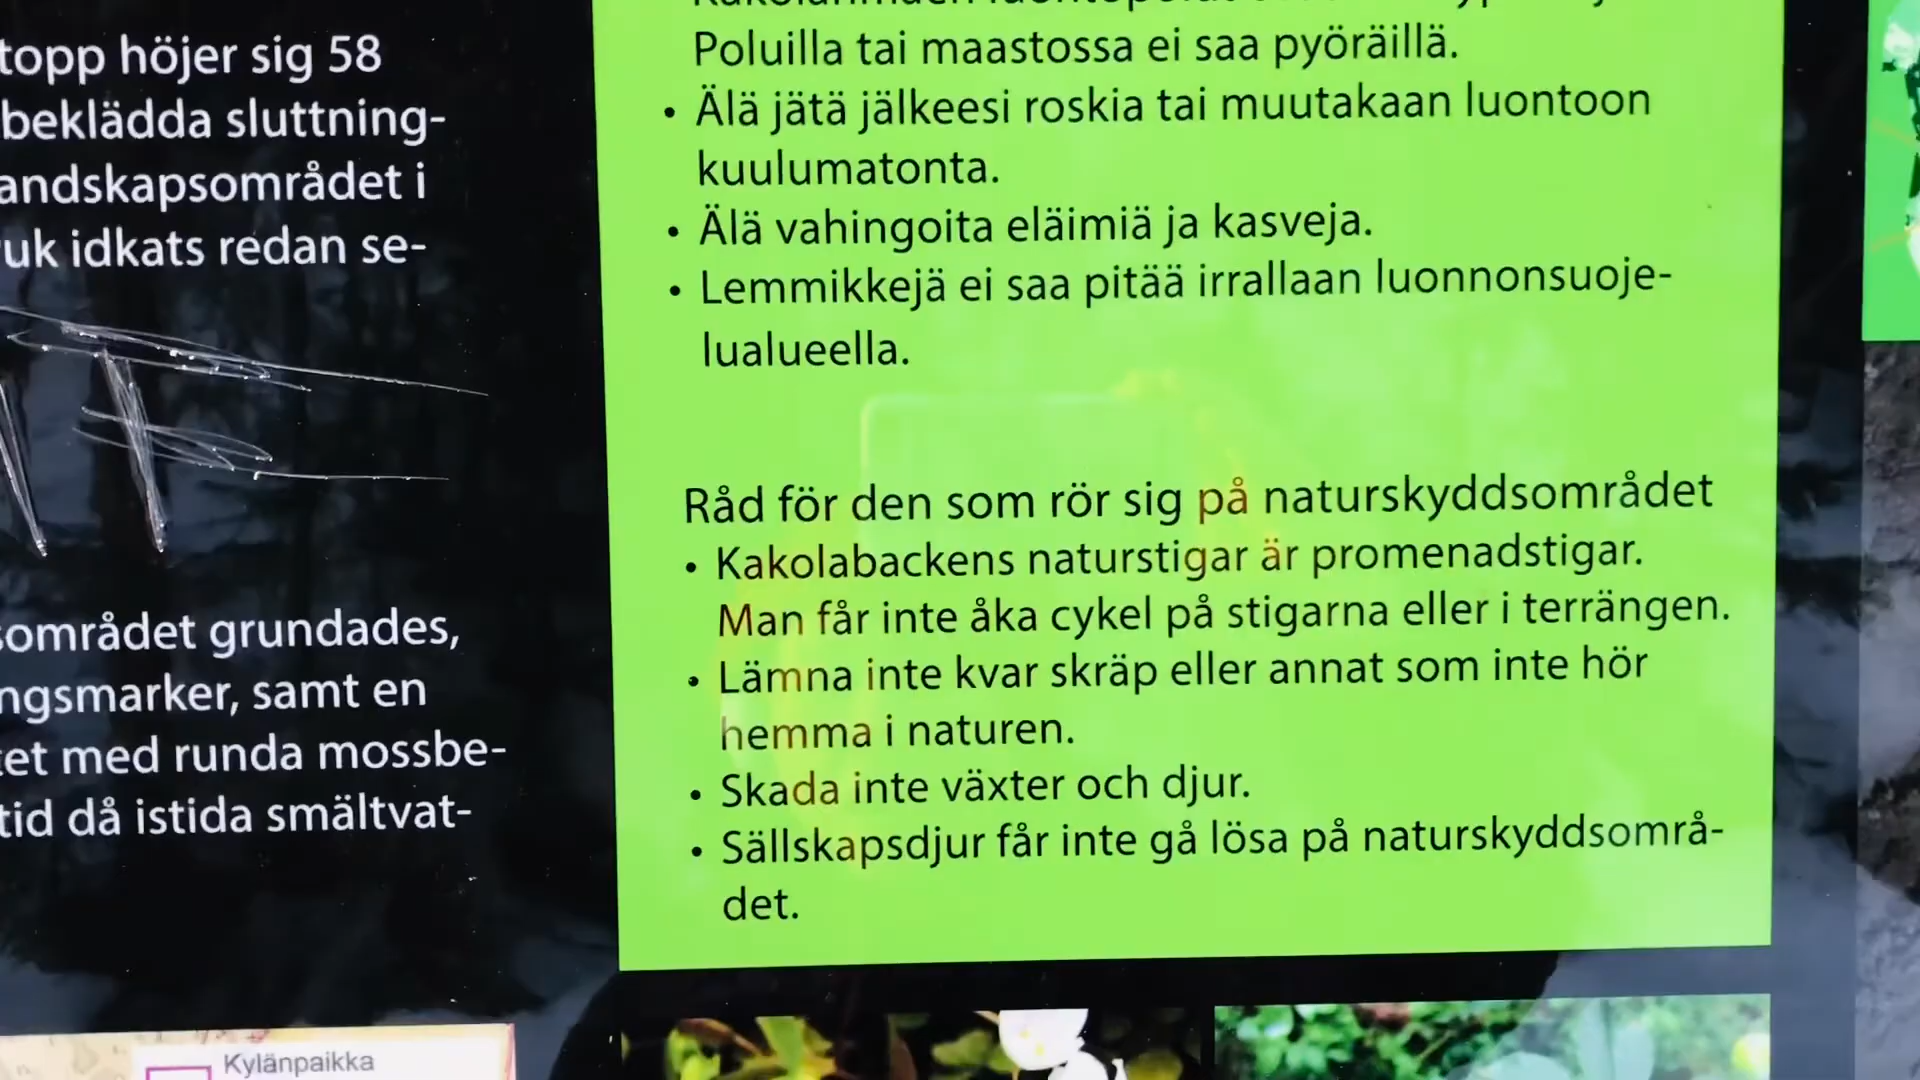 topp höjer sig 58
beklädda sluttning-
andskapsområdet i
uk idkats redan se-
området grundades,
ngsmarker, samt en
et med runda mossbe-
tid då istida smältvat-
Poluilla tai maastossa ei saa pyöräillä.
• Älä jätä jälkeesi roskia tai muutakaan luontoon
kuulumatonta.
• Älä vahingoita eläimiä ja kasveja.
• Lemmikkejä ei saa pitää irrallaan luonnonsuoje-
lualueella.
Råd för den som rör sig på naturskyddsområdet
• Kakolabackens naturstigar är promenadstigar.
Man får inte åka cykel på stigarna eller i terrängen.
• Lämna inte kvar skräp eller annat som inte hör
hemma i naturen.
• Skada inte växter och djur.
• Sällskapsdjur får inte gå lösa på naturskyddsområ-
det.
Kylänpaikka